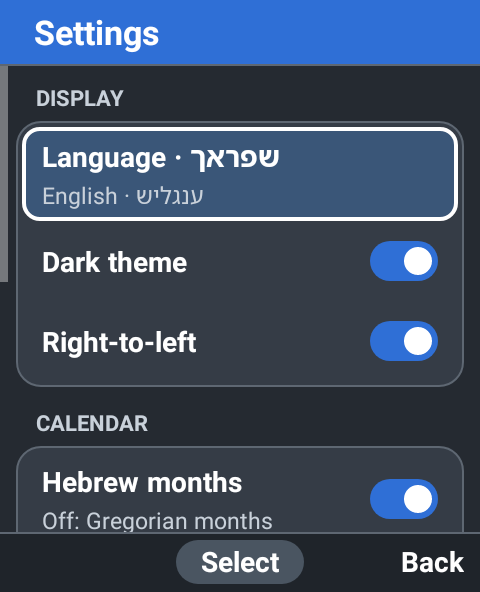 Settings
DISPLAY
Language · שפראך
English · ענגליש
Dark theme
Right-to-left
CALENDAR
Hebrew months
Off: Gregorian months
Select
Back